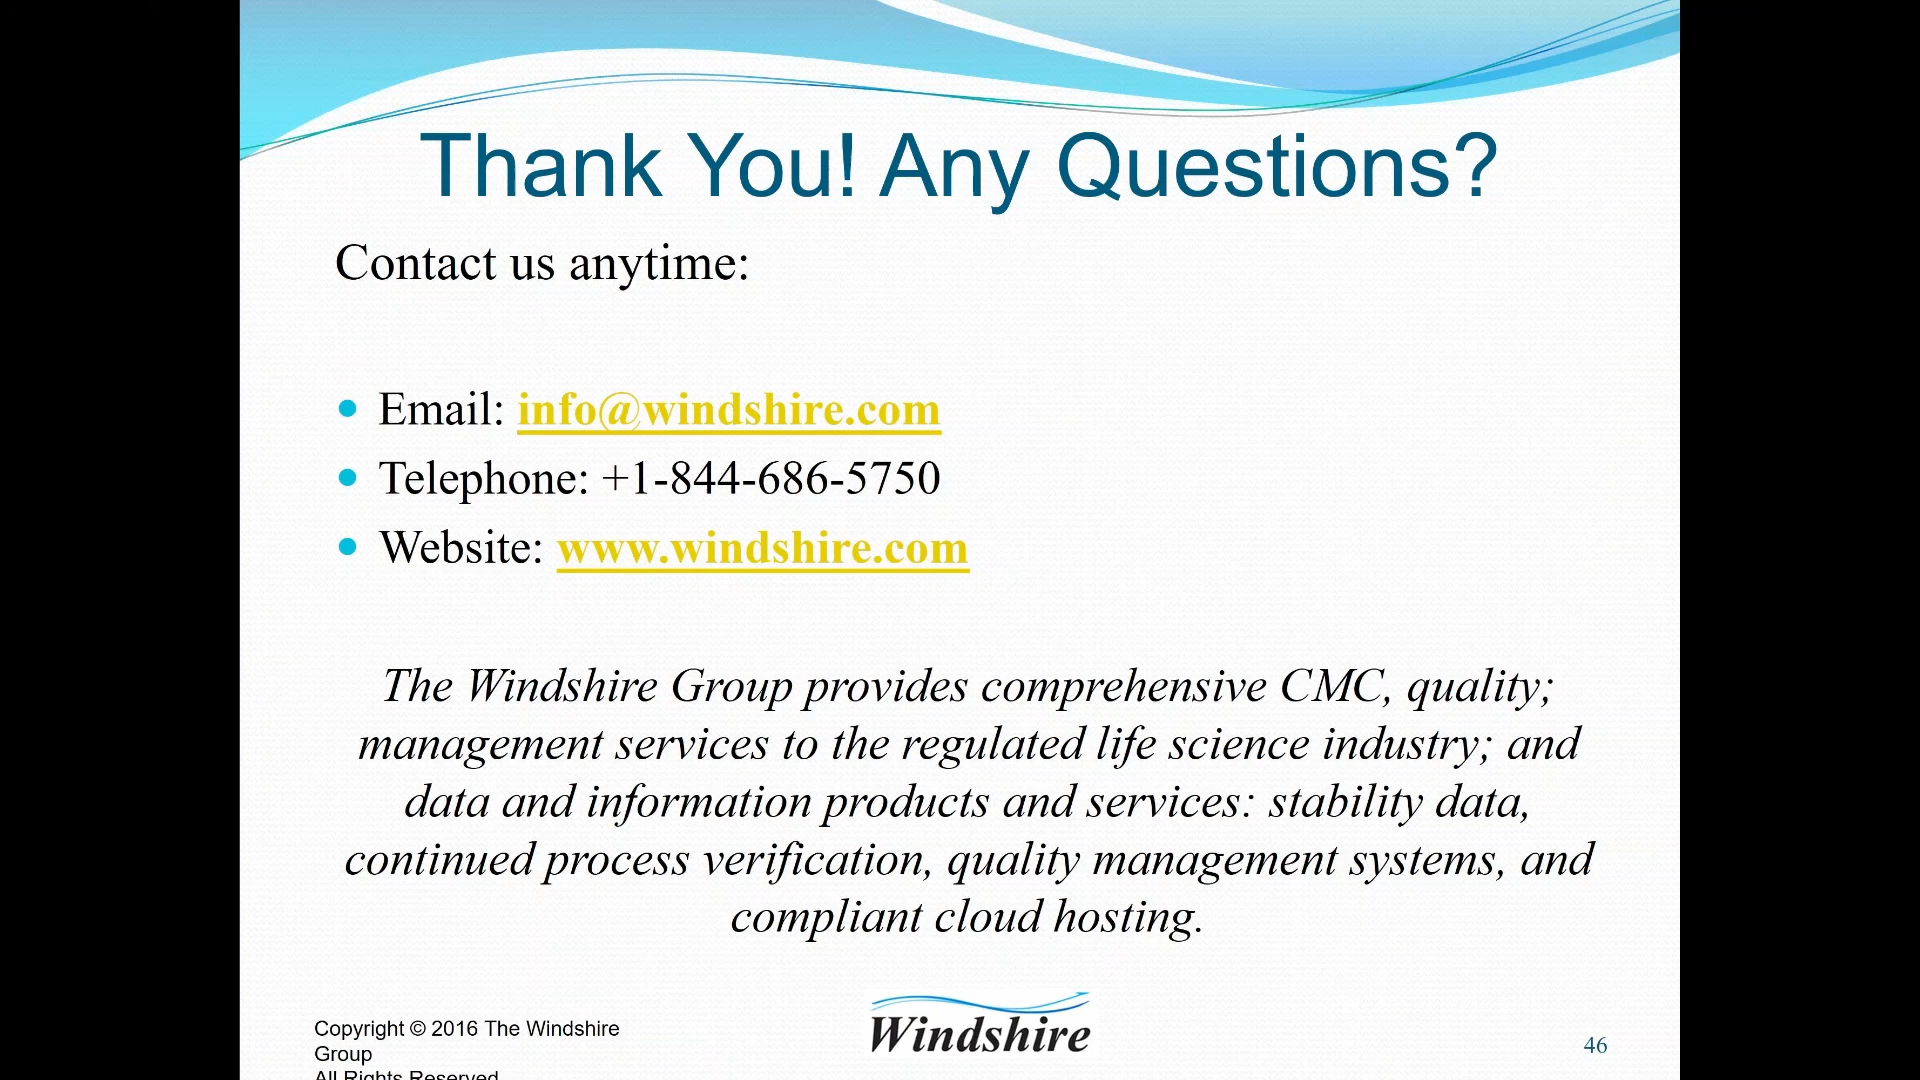 Thank You! Any Questions?
Contact us anytime:
• Email: info@windshire.com
• Telephone: +1-844-686-5750
• Website: www.windshire.com
The Windshire Group provides comprehensive CMC, quality;
management services to the regulated life science industry; and
data and information products and services: stability data,
continued process verification, quality management systems, and
compliant cloud hosting.
Copyright © 2016 The Windshire
Group
All Rights Reserved
Windshire
46